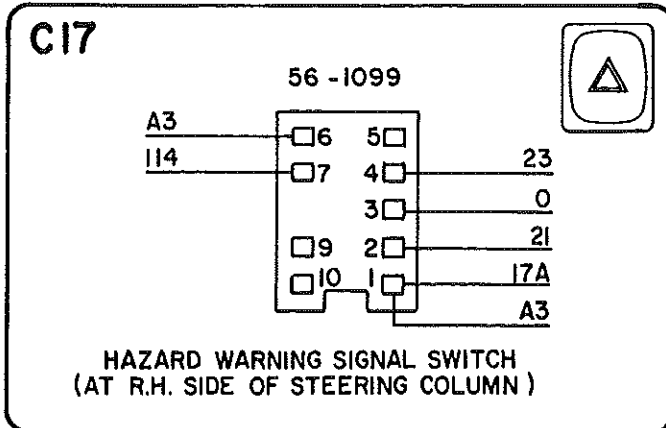 C17
56-1099
A3 6 5
114 7 4 23
3 0
9 2 21
10 1 17A
A3
HAZARD WARNING SIGNAL SWITCH
(AT R.H. SIDE OF STEERING COLUMN)